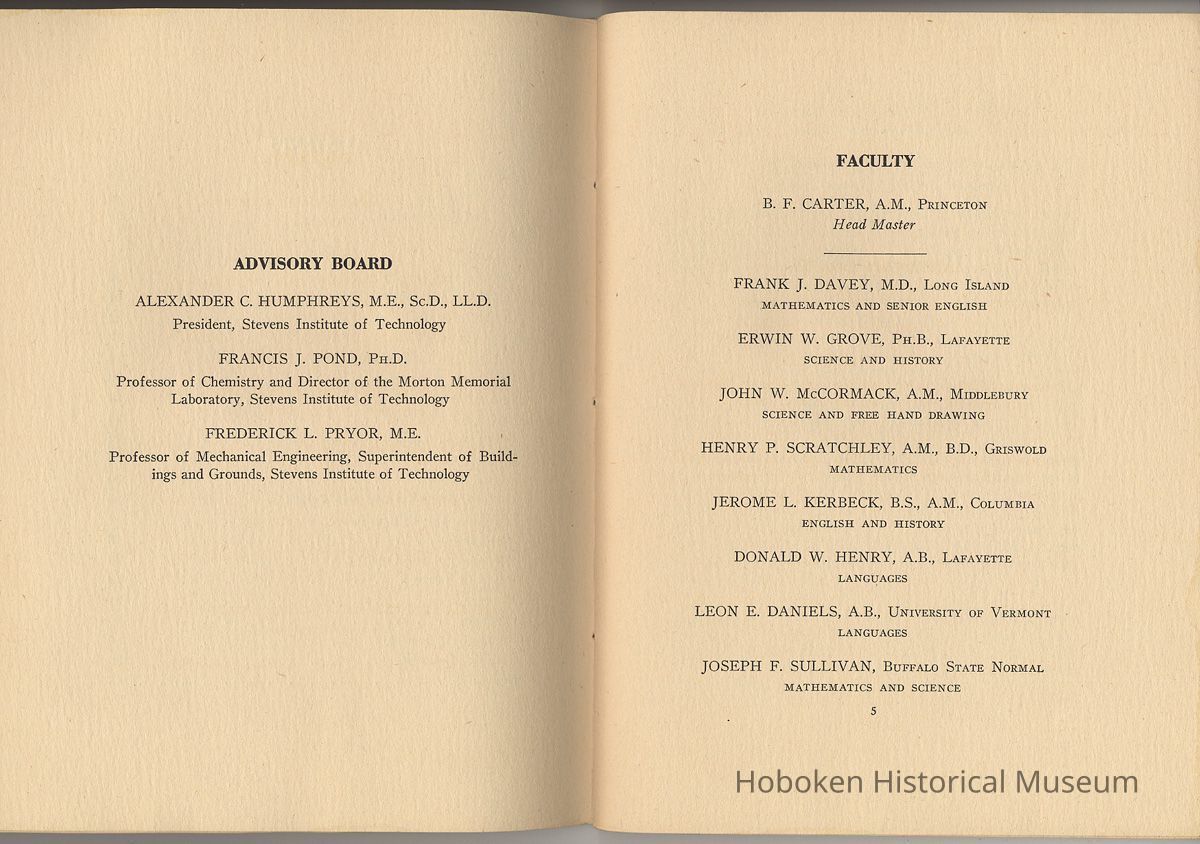 ADVISORY BOARD
ALEXANDER C. HUMPHREYS, M.E., Sc.D., LL.D.
President, Stevens Institute of Technology
FRANCIS J. POND, Ph.D.
Professor of Chemistry and Director of the Morton Memorial
Laboratory, Stevens Institute of Technology
FREDERICK L. PRYOR, M.E.
Professor of Mechanical Engineering, Superintendent of Build-
ings and Grounds, Stevens Institute of Technology
FACULTY
B. F. CARTER, A.M., Princeton
Head Master
FRANK J. DAVEY, M.D., Long Island
MATHEMATICS AND SENIOR ENGLISH
ERWIN W. GROVE, Ph.B., Lafayette
SCIENCE AND HISTORY
JOHN W. McCORMACK, A.M., Middlebury
SCIENCE AND FREE HAND DRAWING
HENRY P. SCRATCHLEY, A.M., B.D., Griswold
MATHEMATICS
JEROME L. KERBECK, B.S., A.M., Columbia
ENGLISH AND HISTORY
DONALD W. HENRY, A.B., Lafayette
LANGUAGES
LEON E. DANIELS, A.B., University of Vermont
LANGUAGES
JOSEPH F. SULLIVAN, Buffalo State Normal
MATHEMATICS AND SCIENCE
5
Hoboken Historical Museum